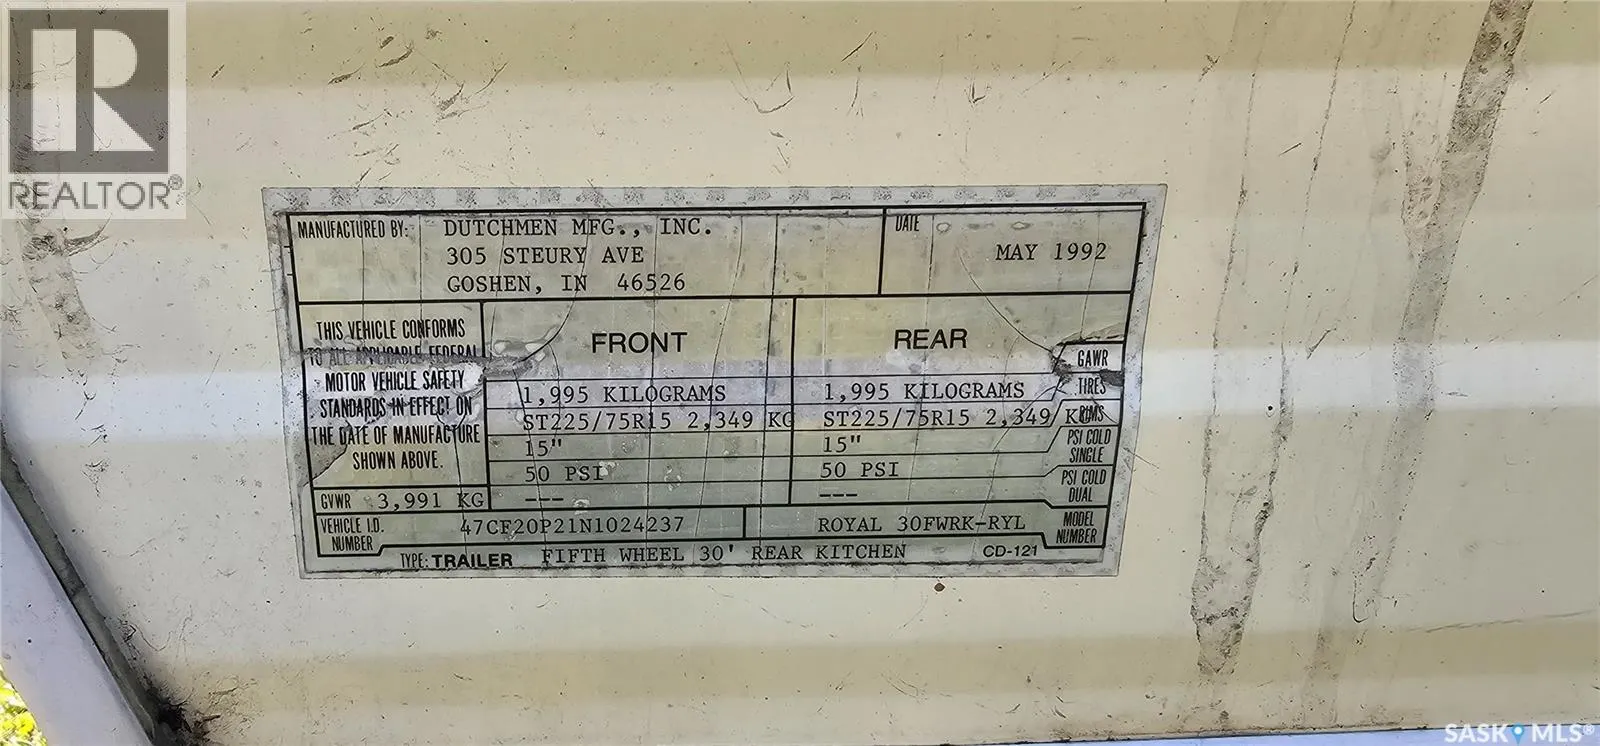 REALTOR®
MANUFACTURED BY: DUTCHMEN MFG., INC.
305 STEURY AVE
GOSHEN, IN 46526
DATE
MAY 1992
THIS VEHICLE CONFORMS
TO ALL APPLICABLE FEDERAL
MOTOR VEHICLE SAFETY
STANDARDS IN EFFECT ON
THE DATE OF MANUFACTURE
SHOWN ABOVE.
FRONT REAR
GAWR
1,995 KILOGRAMS 1,995 KILOGRAMS TIRES
ST225/75R15 2,349 KG ST225/75R15 2,349 KG RIMS
15" 15" PSI COLD SINGLE
50 PSI 50 PSI PSI COLD DUAL
--- ---
GVWR 3,991 KG
VEHICLE I.D. NUMBER 47CF20P21N1024237 ROYAL 30FWRK-RYL MODEL NUMBER
TYPE: TRAILER FIFTH WHEEL 30' REAR KITCHEN CD-121
SASK MLS®